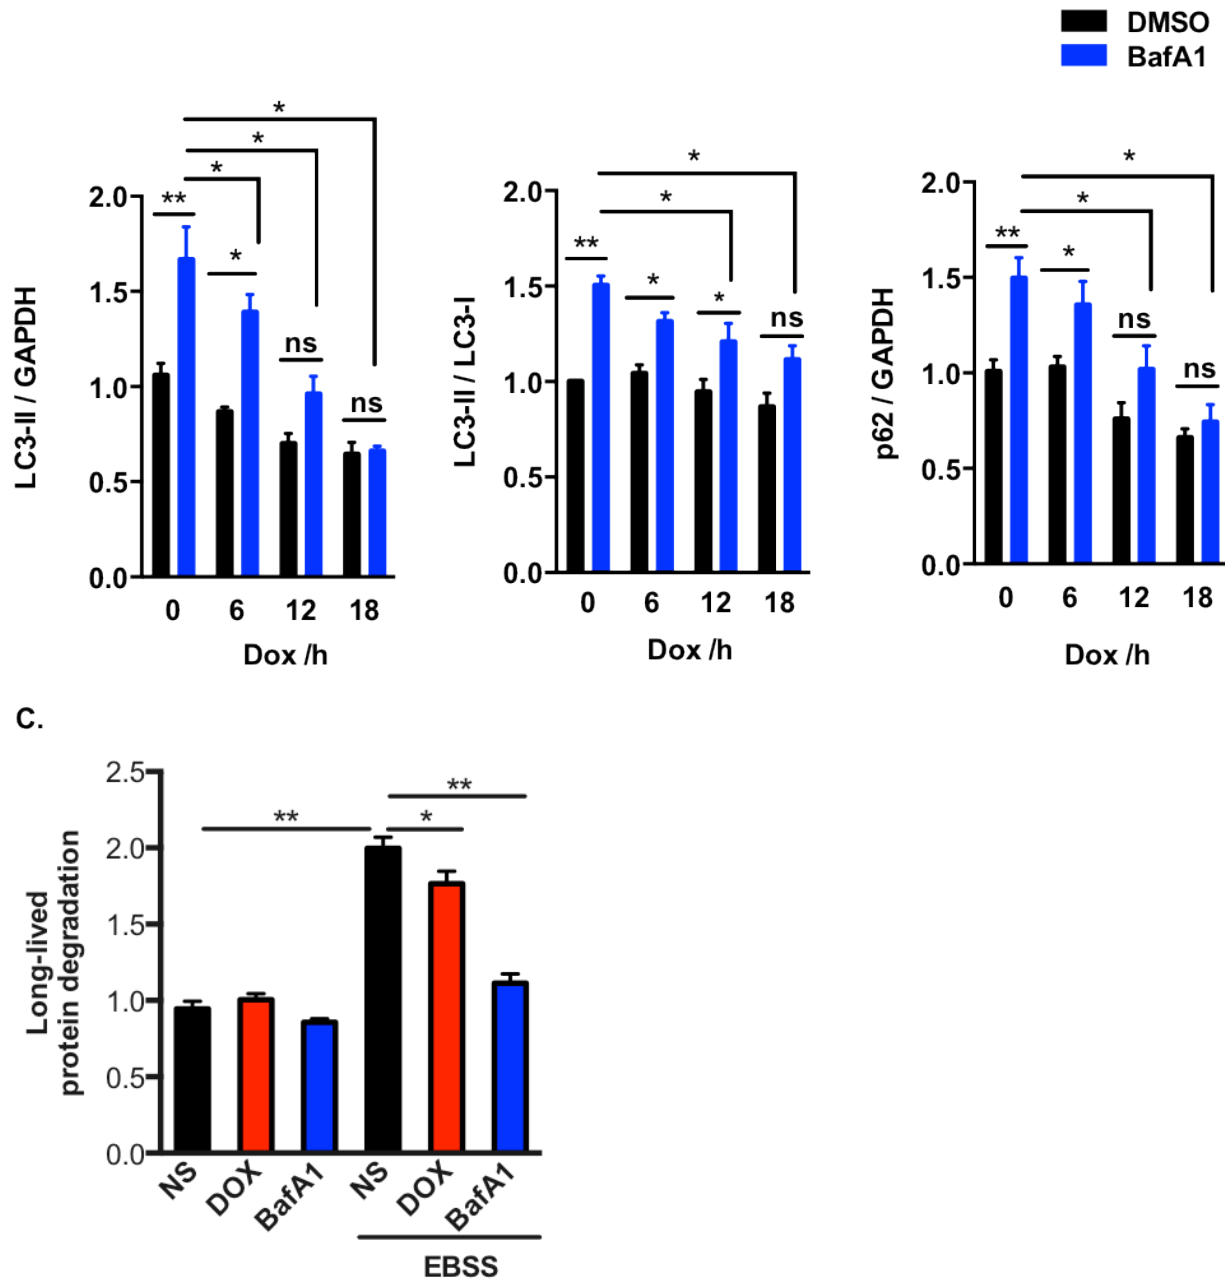 DMSO
BafA1
*
*
*
**
*
ns
ns
2.0
1.5
1.0
0.5
0.0
LC3-II / GAPDH
0 6 12 18
Dox /h
*
*
**
*
*
ns
2.0
1.5
1.0
0.5
0.0
LC3-II / LC3-I
0 6 12 18
Dox /h
*
*
**
*
ns
ns
2.0
1.5
1.0
0.5
0.0
p62 / GAPDH
0 6 12 18
Dox /h
C.
Long-lived
protein degradation
2.5
2.0
1.5
1.0
0.5
0.0
**
**
*
NS DOX BafA1 NS DOX BafA1
EBSS